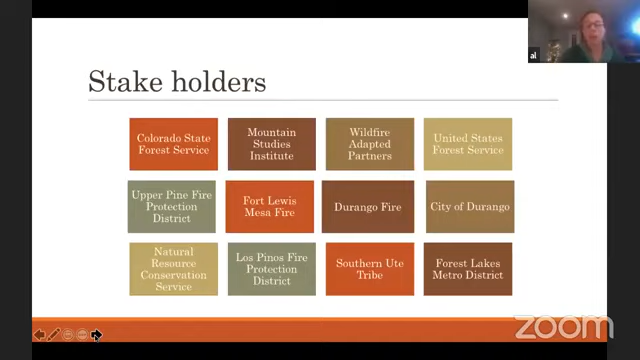 al
Stake holders
Colorado State
Forest Service
Mountain
Studies
Institute
Wildfire
Adapted
Partners
United States
Forest Service
Upper Pine Fire
Protection
District
Fort Lewis
Mesa Fire
Durango Fire
City of Durango
Natural
Resource
Conservation
Service
Los Pinos Fire
Protection
District
Southern Ute
Tribe
Forest Lakes
Metro District
zoom